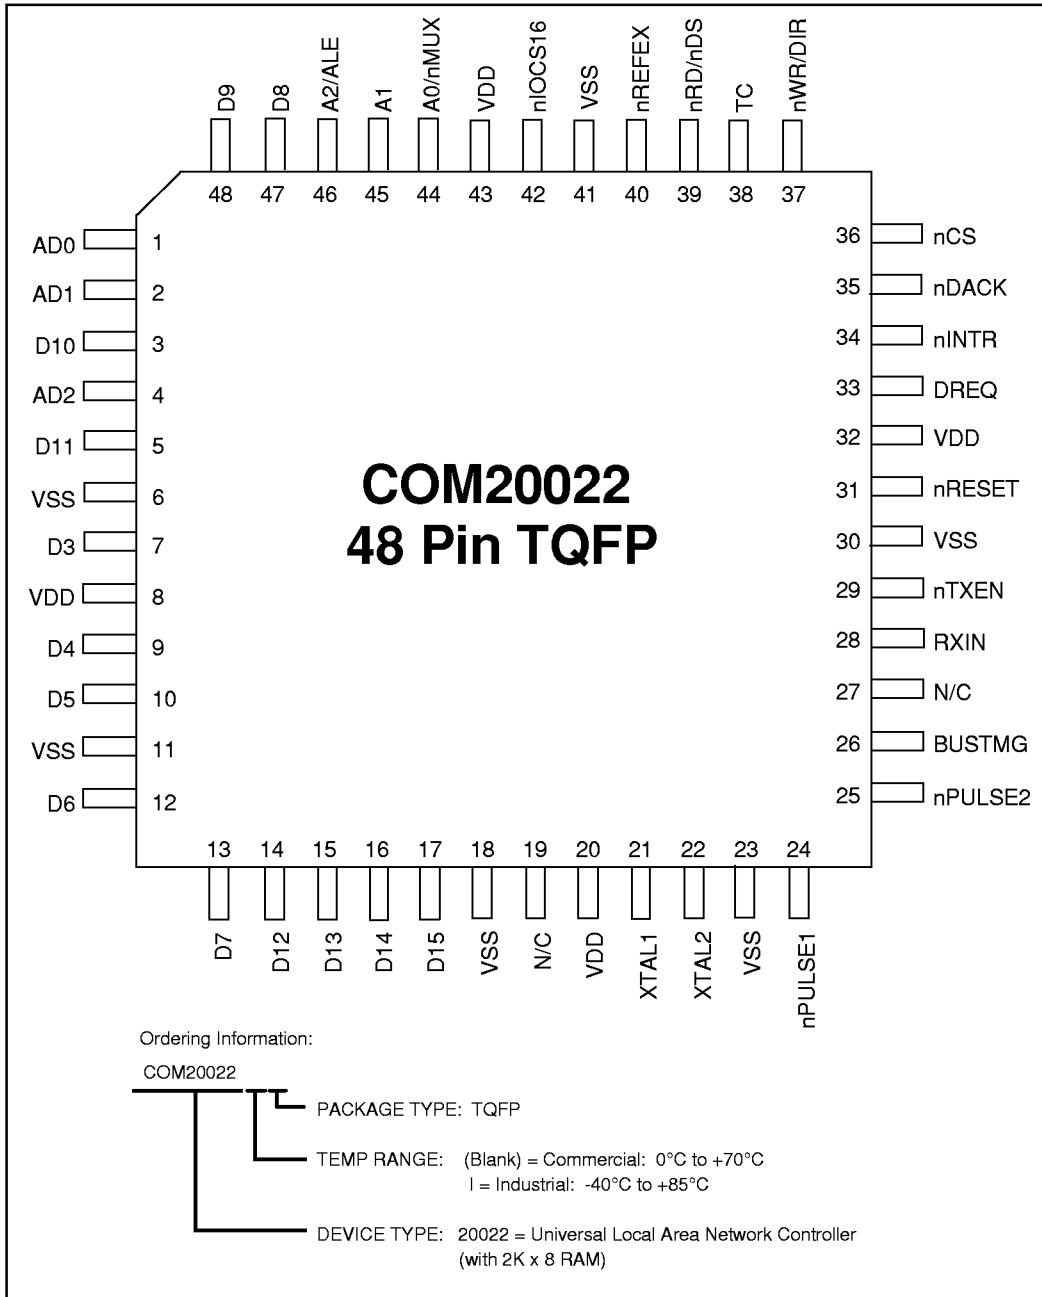 D9
D8
A2/ALE
A1
A0/nMUX
VDD
nIOCS16
VSS
nREFEX
nRD/nDS
TC
nWR/DIR
48 47 46 45 44 43 42 41 40 39 38 37
AD0 1
AD1 2
D10 3
AD2 4
D11 5
VSS 6
D3 7
VDD 8
D4 9
D5 10
VSS 11
D6 12
COM20022
48 Pin TQFP
36 nCS
35 nDACK
34 nINTR
33 DREQ
32 VDD
31 nRESET
30 VSS
29 nTXEN
28 RXIN
27 N/C
26 BUSTMG
25 nPULSE2
13 14 15 16 17 18 19 20 21 22 23 24
D7
D12
D13
D14
D15
VSS
N/C
VDD
XTAL1
XTAL2
VSS
nPULSE1
Ordering Information:
COM20022
PACKAGE TYPE: TQFP
TEMP RANGE: (Blank) = Commercial: 0°C to +70°C
I = Industrial: -40°C to +85°C
DEVICE TYPE: 20022 = Universal Local Area Network Controller
(with 2K x 8 RAM)